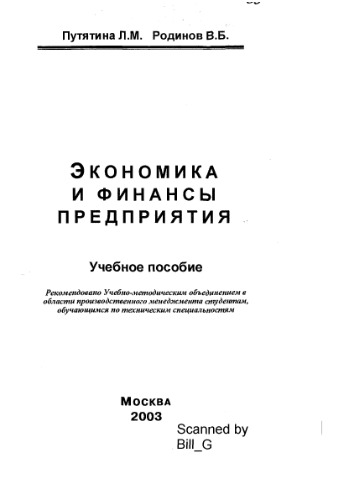 Путятина Л.М. Родинов В.Б.
ЭКОНОМИКА
И ФИНАНСЫ
ПРЕДПРИЯТИЯ
Учебное пособие
Рекомендовано Учебно-методическим объединением в
области производственного менеджмента студентам,
обучающимся по техническим специальностям
МОСКВА
2003
Scanned by
Bill_G